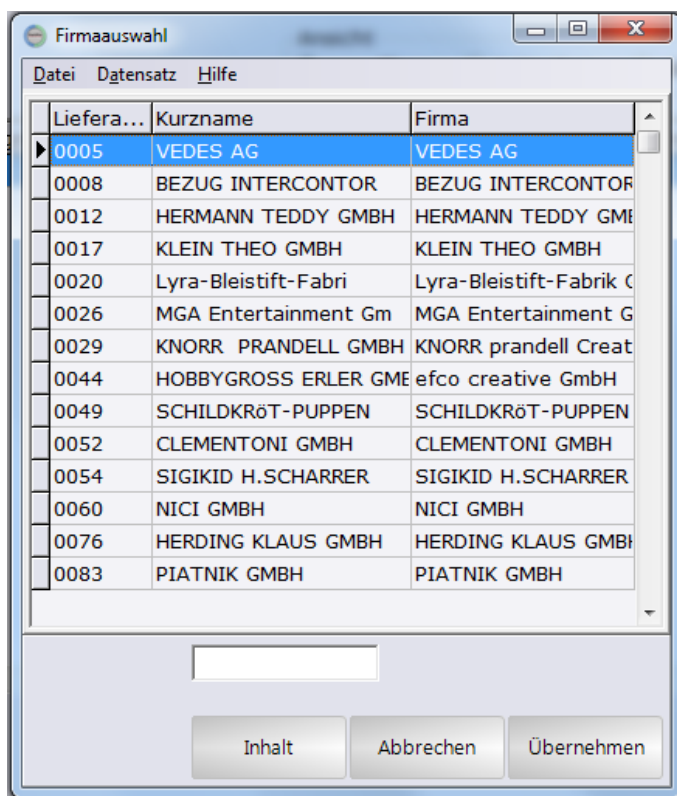 Firmaauswahl
Datei Datensatz Hilfe
Liefera... Kurzname Firma
0005 VEDES AG VEDES AG
0008 BEZUG INTERCONTOR BEZUG INTERCONTOR
0012 HERMANN TEDDY GMBH HERMANN TEDDY GMB
0017 KLEIN THEO GMBH KLEIN THEO GMBH
0020 Lyra-Bleistift-Fabri Lyra-Bleistift-Fabrik
0026 MGA Entertainment Gm MGA Entertainment G
0029 KNORR PRANDELL GMBH KNORR prandell Creat
0044 HOBBYGROSS ERLER GMB efco creative GmbH
0049 SCHILDKRöT-PUPPEN SCHILDKRöT-PUPPEN
0052 CLEMENTONI GMBH CLEMENTONI GMBH
0054 SIGIKID H.SCHARRER SIGIKID H.SCHARRER
0060 NICI GMBH NICI GMBH
0076 HERDING KLAUS GMBH HERDING KLAUS GMBH
0083 PIATNIK GMBH PIATNIK GMBH
Inhalt Abbrechen Übernehmen